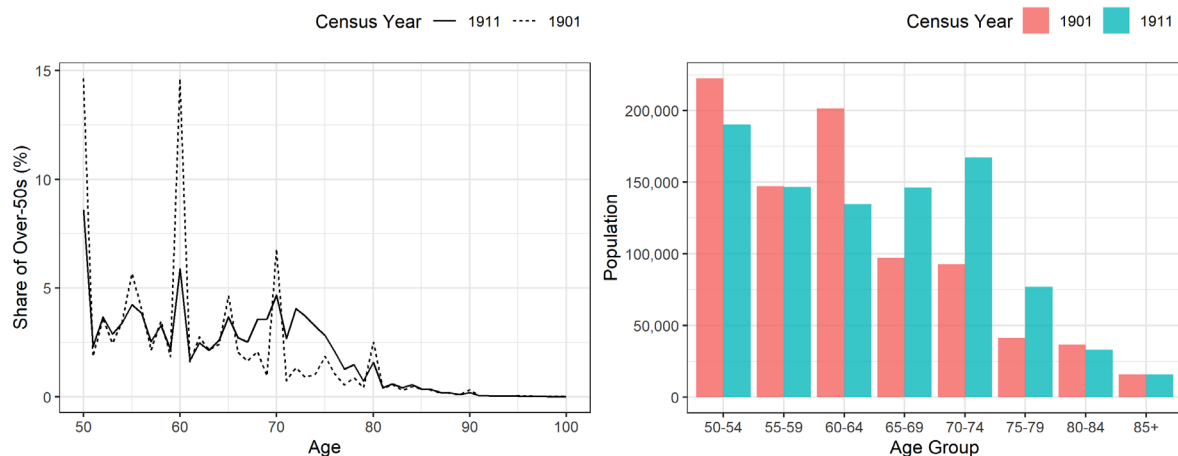 Census Year 1911 1901
15
10
5
0
Share of Over-50s (%)
50 60 70 80 90 100
Age
Census Year 1901 1911
200,000
150,000
100,000
50,000
0
Population
50-54 55-59 60-64 65-69 70-74 75-79 80-84 85+
Age Group